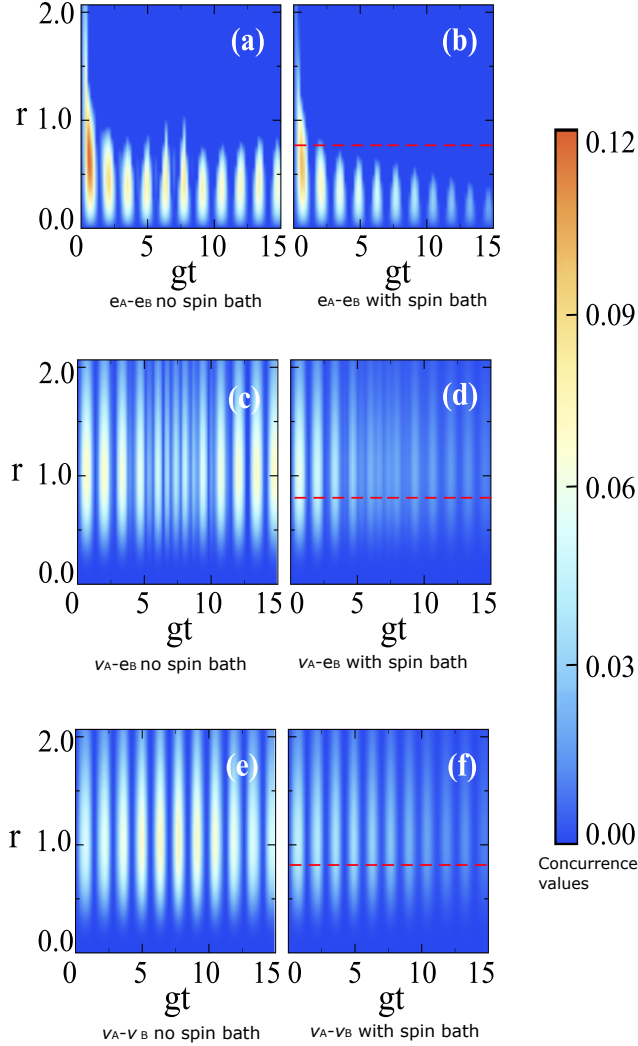 2.0
(a)
(b)
r
1.0
0.12
0.0
0 5 10 15 0 5 10 15
gt
gt
eA-eB no spin bath
eA-eB with spin bath
0.09
2.0
(c)
(d)
r
1.0
0.06
0.0
0 5 10 15 0 5 10 15
gt
gt
vA-eB no spin bath
vA-eB with spin bath
0.03
2.0
(e)
(f)
r
1.0
0.00
Concurrence
values
0.0
0 5 10 15 0 5 10 15
gt
gt
vA-vB no spin bath
vA-vB with spin bath